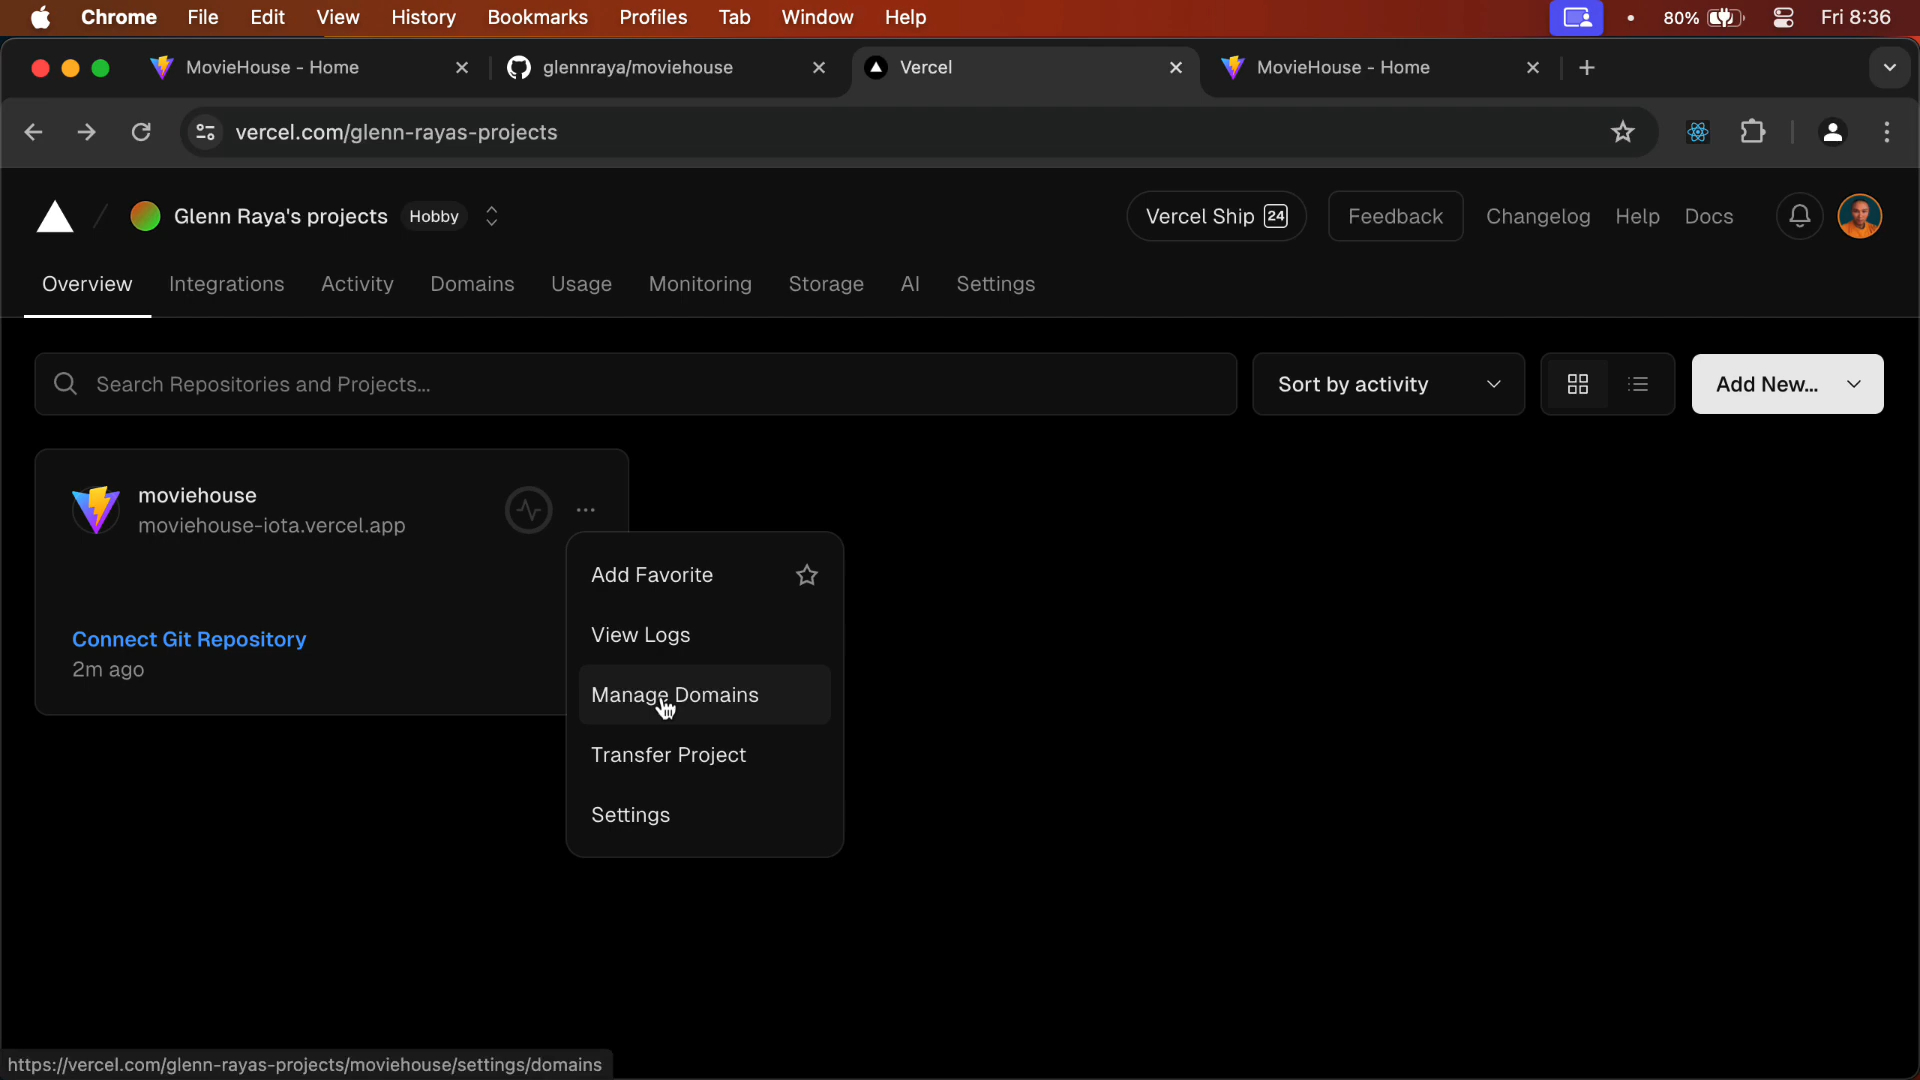 Chrome File Edit View History Bookmarks Profiles Tab Window Help 80% Fri 8:36
MovieHouse - Home glennraya/moviehouse Vercel MovieHouse - Home
vercel.com/glenn-rayas-projects
Glenn Raya's projects Hobby Vercel Ship 24 Feedback Changelog Help Docs
Overview Integrations Activity Domains Usage Monitoring Storage AI Settings
Search Repositories and Projects... Sort by activity Add New...
moviehouse
moviehouse-iota.vercel.app
Add Favorite
View Logs
Connect Git Repository
2m ago
Manage Domains
Transfer Project
Settings
https://vercel.com/glenn-rayas-projects/moviehouse/settings/domains